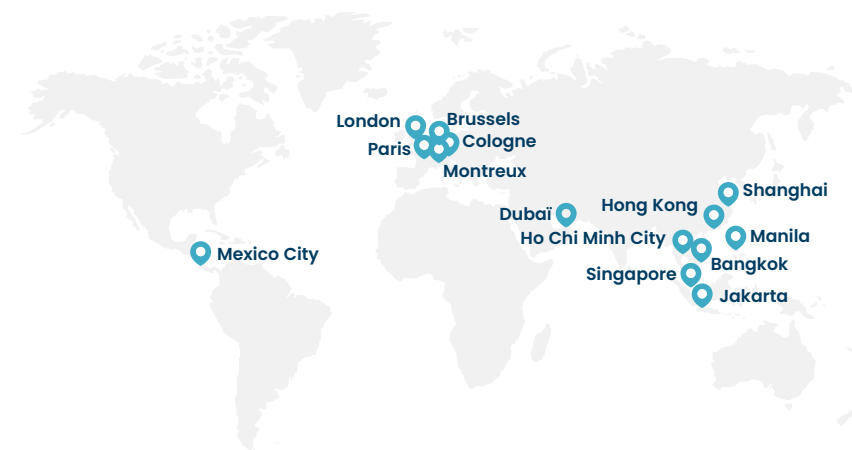 London
Brussels
Paris
Cologne
Montreux
Shanghai
Hong Kong
Dubaï
Ho Chi Minh City
Manila
Mexico City
Bangkok
Singapore
Jakarta